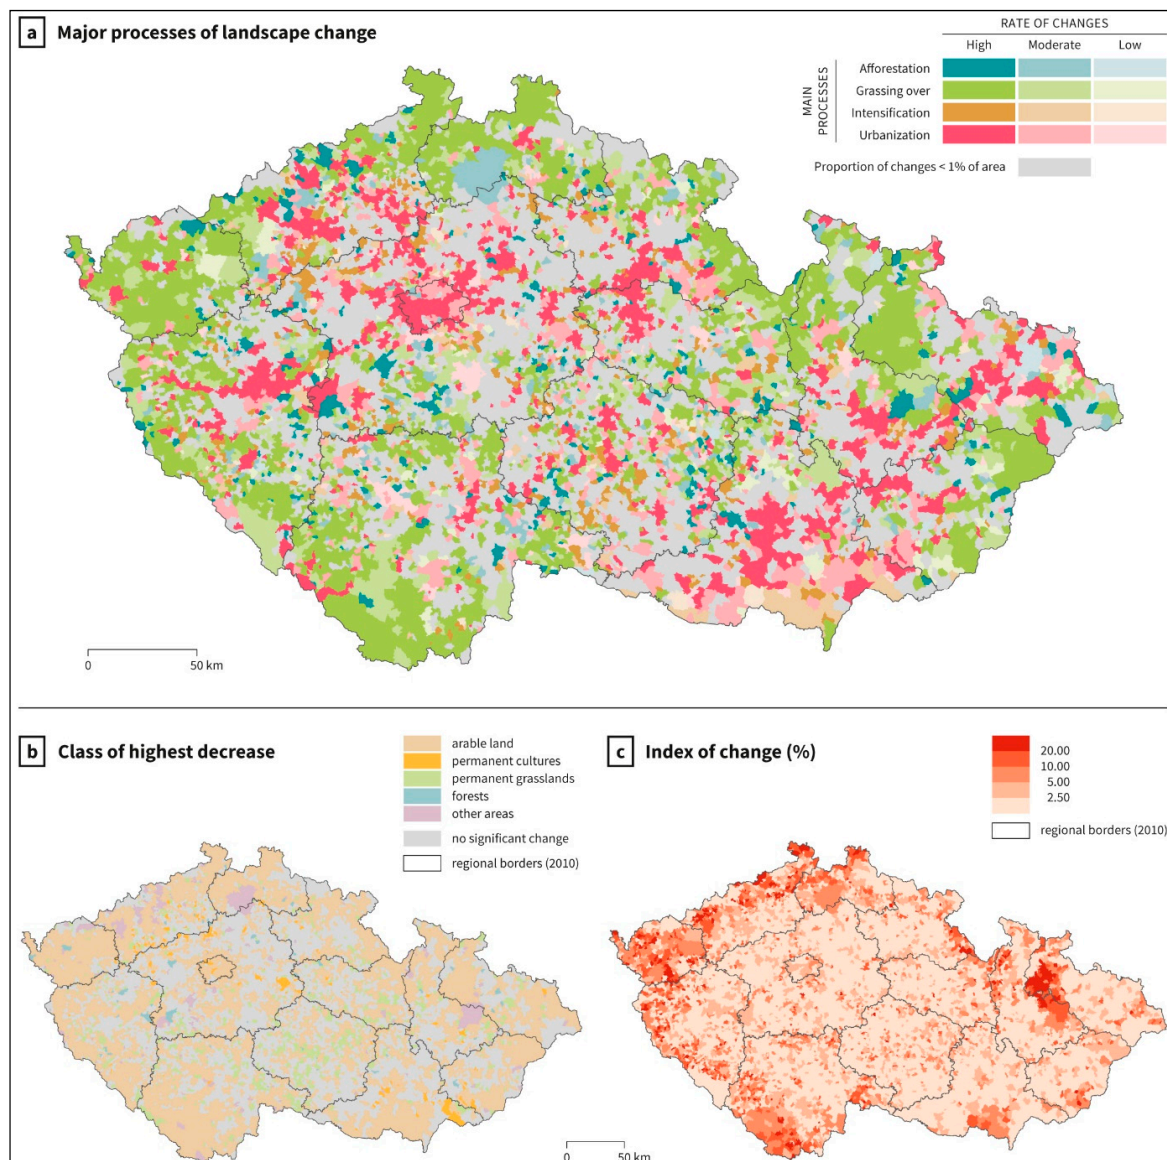 a Major processes of landscape change
RATE OF CHANGES
High Moderate Low
MAIN PROCESSES
Afforestation
Grassing over
Intensification
Urbanization
Proportion of changes < 1% of area
0 50 km
b Class of highest decrease
arable land
permanent cultures
permanent grasslands
forests
other areas
no significant change
regional borders (2010)
c Index of change (%)
20.00
10.00
5.00
2.50
regional borders (2010)
0 50 km